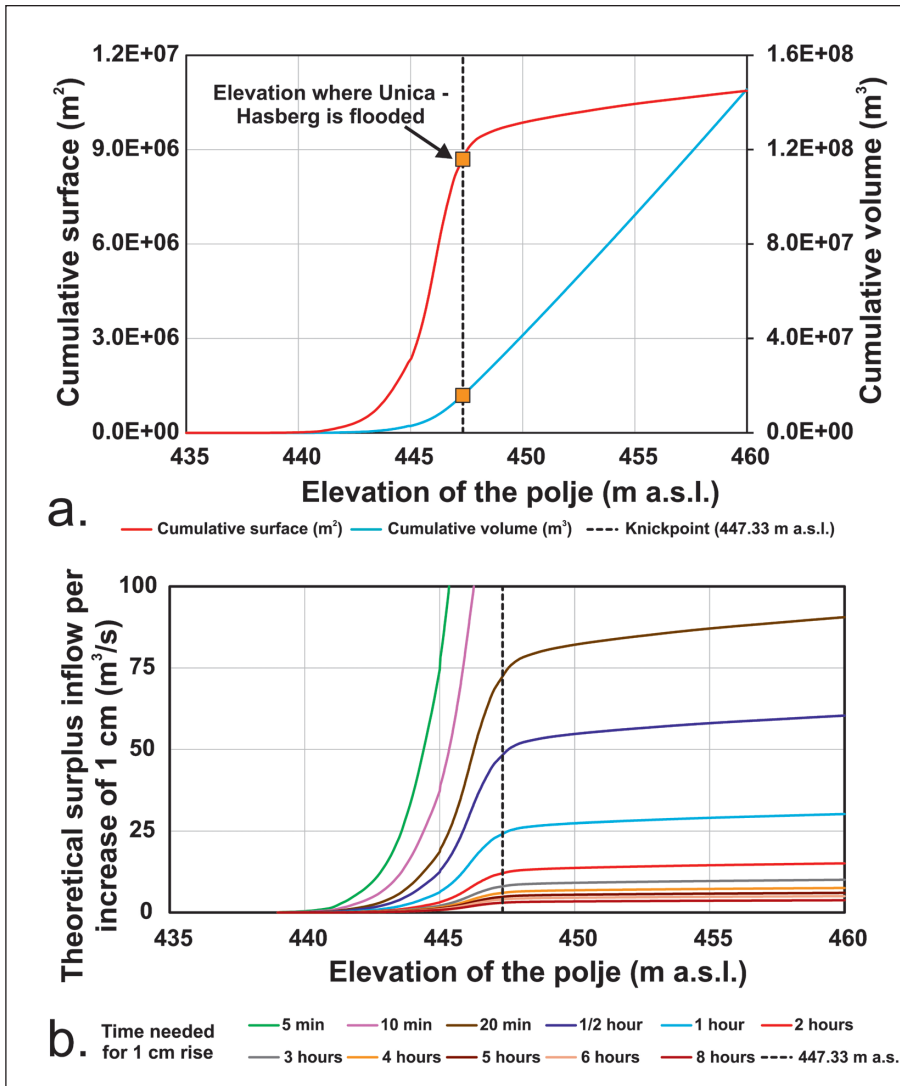 1.2E+07
1.6E+08
Elevation where Unica -
Hasberg is flooded
9.0E+06
1.2E+08
6.0E+06
8.0E+07
3.0E+06
4.0E+07
0.0E+00
0.0E+00
Cumulative surface (m²)
Cumulative volume (m³)
435 440 445 450 455 460
Elevation of the polje (m a.s.l.)
a.
Cumulative surface (m²) Cumulative volume (m³) Knickpoint (447.33 m a.s.l.)
100
75
50
25
0
Theoretical surplus inflow per
increase of 1 cm (m³/s)
435 440 445 450 455 460
Elevation of the polje (m a.s.l.)
b.
Time needed
for 1 cm rise
5 min 10 min 20 min 1/2 hour 1 hour 2 hours
3 hours 4 hours 5 hours 6 hours 8 hours 447.33 m a.s.